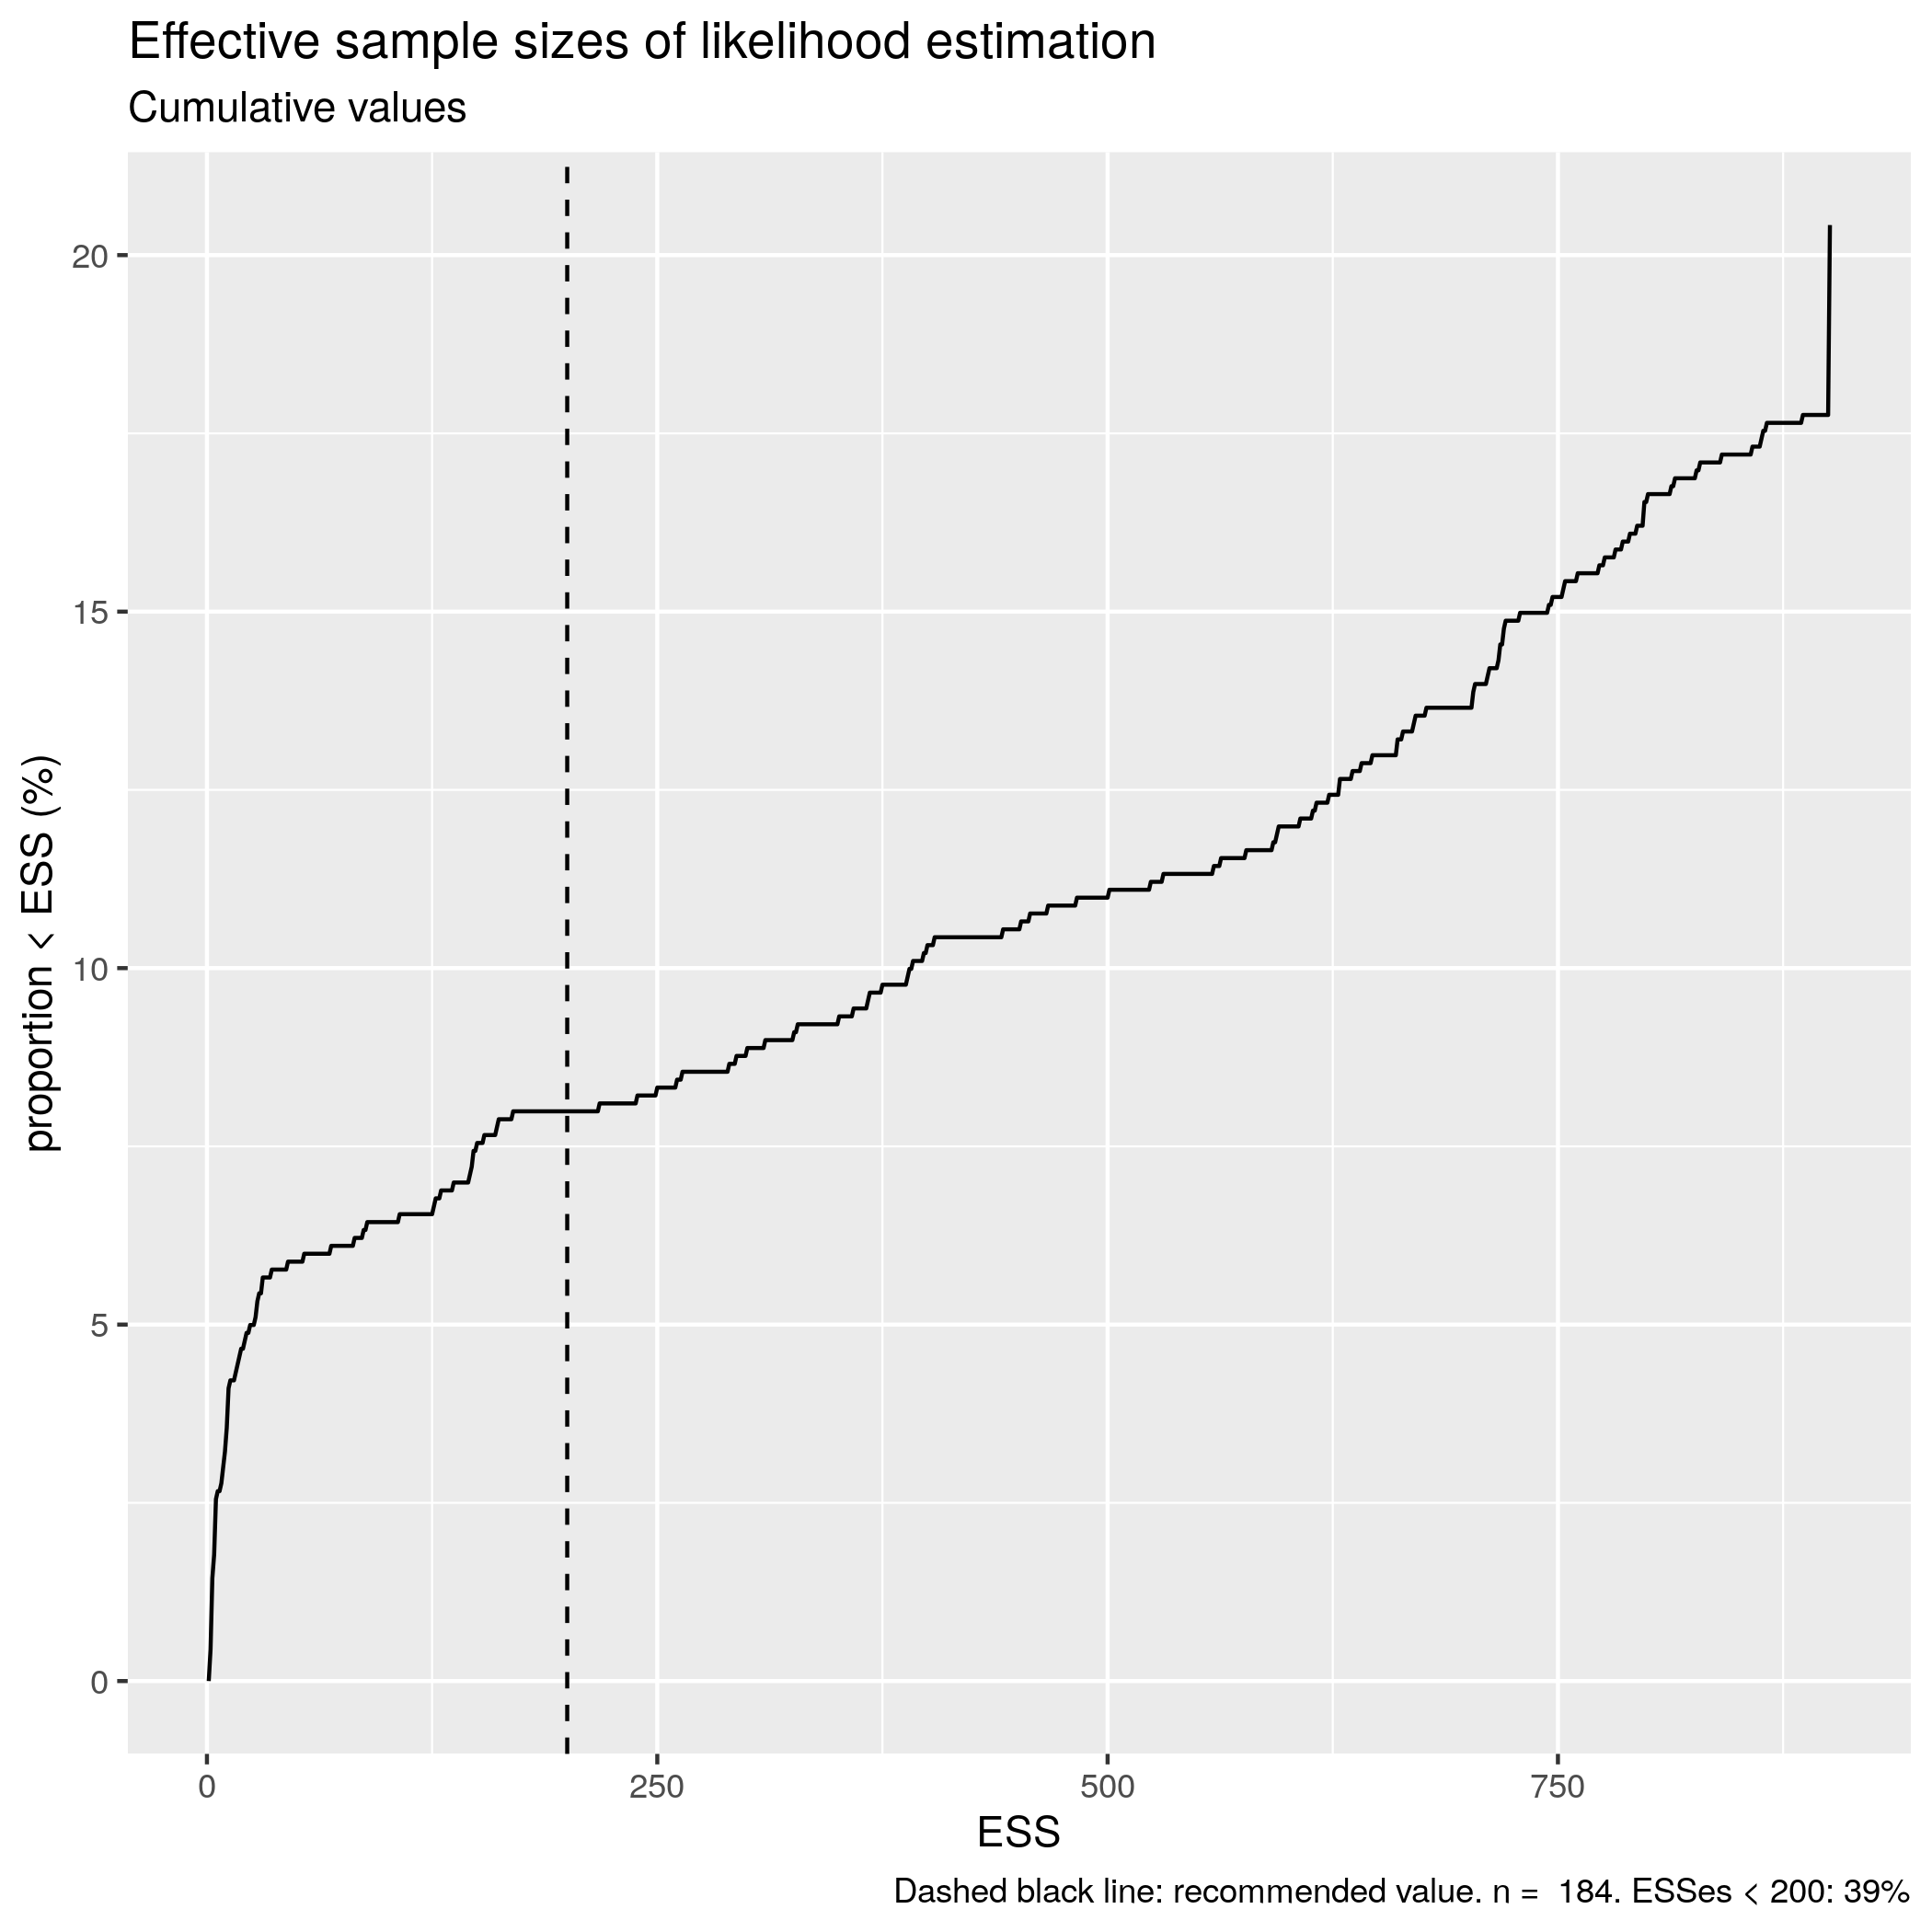 Effective sample sizes of likelihood estimation
Cumulative values
20
15
10
5
0
proportion < ESS (%)
0 250 500 750
ESS
Dashed black line: recommended value. n =  184. ESSes < 200: 39%